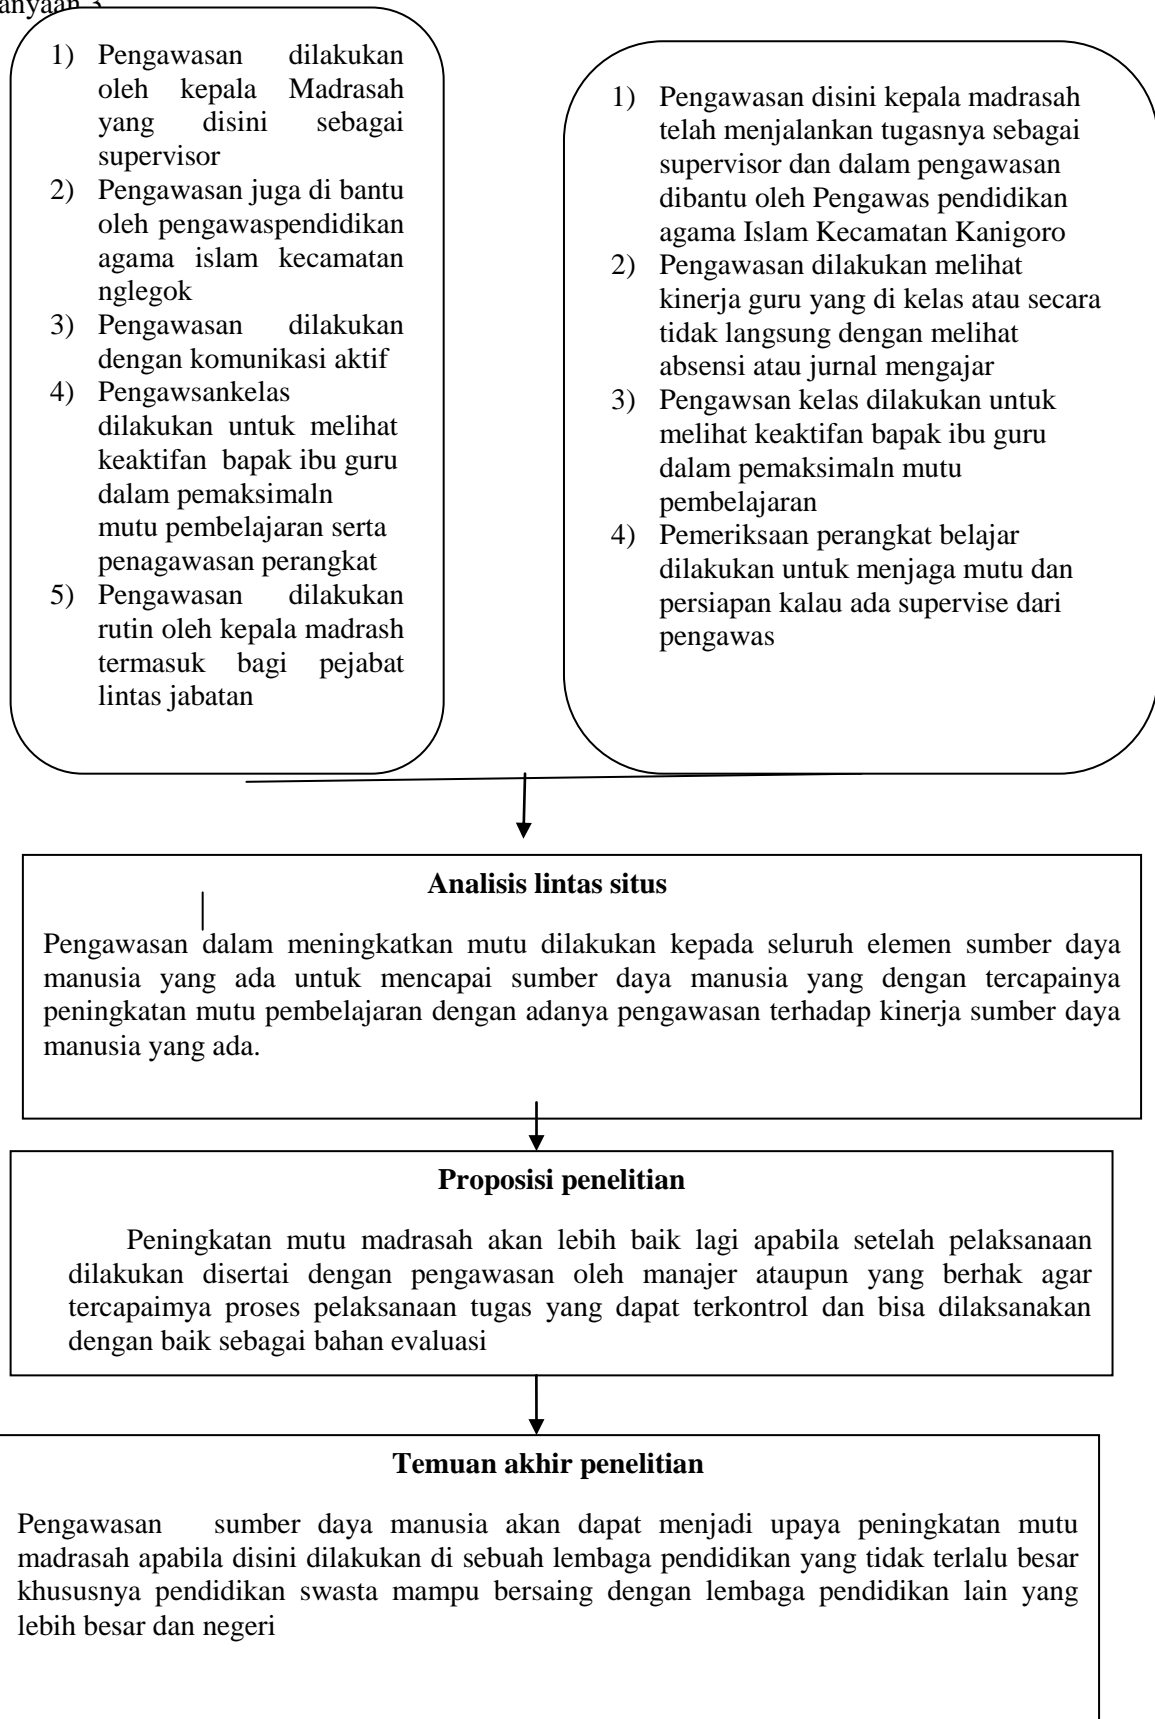 anyaan 3
1) Pengawasan dilakukan
oleh kepala Madrasah
yang disini sebagai
supervisor
2) Pengawasan juga di bantu
oleh pengawaspendidikan
agama islam kecamatan
nglegok
3) Pengawasan dilakukan
dengan komunikasi aktif
4) Pengawsankelas
dilakukan untuk melihat
keaktifan bapak ibu guru
dalam pemaksimaln
mutu pembelajaran serta
penagawasan perangkat
5) Pengawasan dilakukan
rutin oleh kepala madrash
termasuk bagi pejabat
lintas jabatan
1) Pengawasan disini kepala madrasah
telah menjalankan tugasnya sebagai
supervisor dan dalam pengawasan
dibantu oleh Pengawas pendidikan
agama Islam Kecamatan Kanigoro
2) Pengawasan dilakukan melihat
kinerja guru yang di kelas atau secara
tidak langsung dengan melihat
absensi atau jurnal mengajar
3) Pengawsan kelas dilakukan untuk
melihat keaktifan bapak ibu guru
dalam pemaksimaln mutu
pembelajaran
4) Pemeriksaan perangkat belajar
dilakukan untuk menjaga mutu dan
persiapan kalau ada supervise dari
pengawas
Analisis lintas situs
Pengawasan dalam meningkatkan mutu dilakukan kepada seluruh elemen sumber daya
manusia yang ada untuk mencapai sumber daya manusia yang dengan tercapainya
peningkatan mutu pembelajaran dengan adanya pengawasan terhadap kinerja sumber daya
manusia yang ada.
Proposisi penelitian
Peningkatan mutu madrasah akan lebih baik lagi apabila setelah pelaksanaan
dilakukan disertai dengan pengawasan oleh manajer ataupun yang berhak agar
tercapaimya proses pelaksanaan tugas yang dapat terkontrol dan bisa dilaksanakan
dengan baik sebagai bahan evaluasi
Temuan akhir penelitian
Pengawasan sumber daya manusia akan dapat menjadi upaya peningkatan mutu
madrasah apabila disini dilakukan di sebuah lembaga pendidikan yang tidak terlalu besar
khususnya pendidikan swasta mampu bersaing dengan lembaga pendidikan lain yang
lebih besar dan negeri